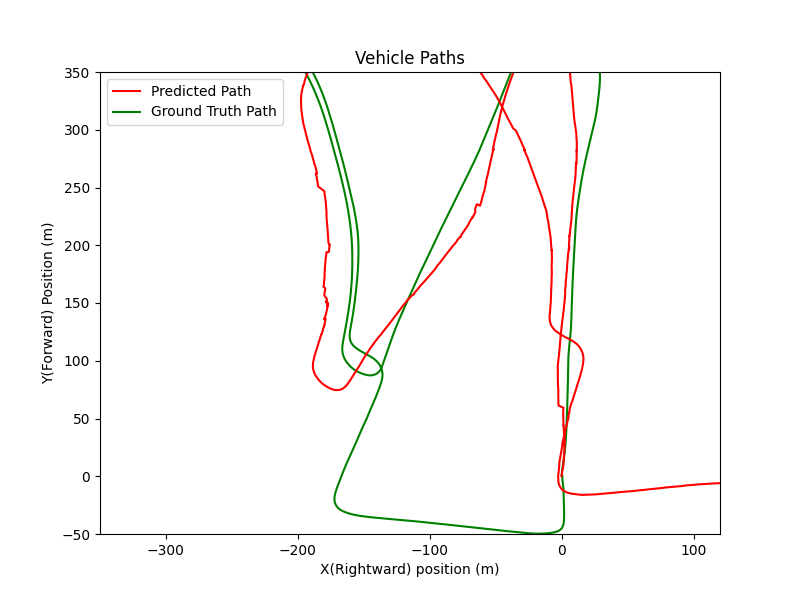 Vehicle Paths
Predicted Path
Ground Truth Path
350
300
250
200
150
100
50
0
−50
Y(Forward) Position (m)
−300
−200
−100
0
100
X(Rightward) position (m)